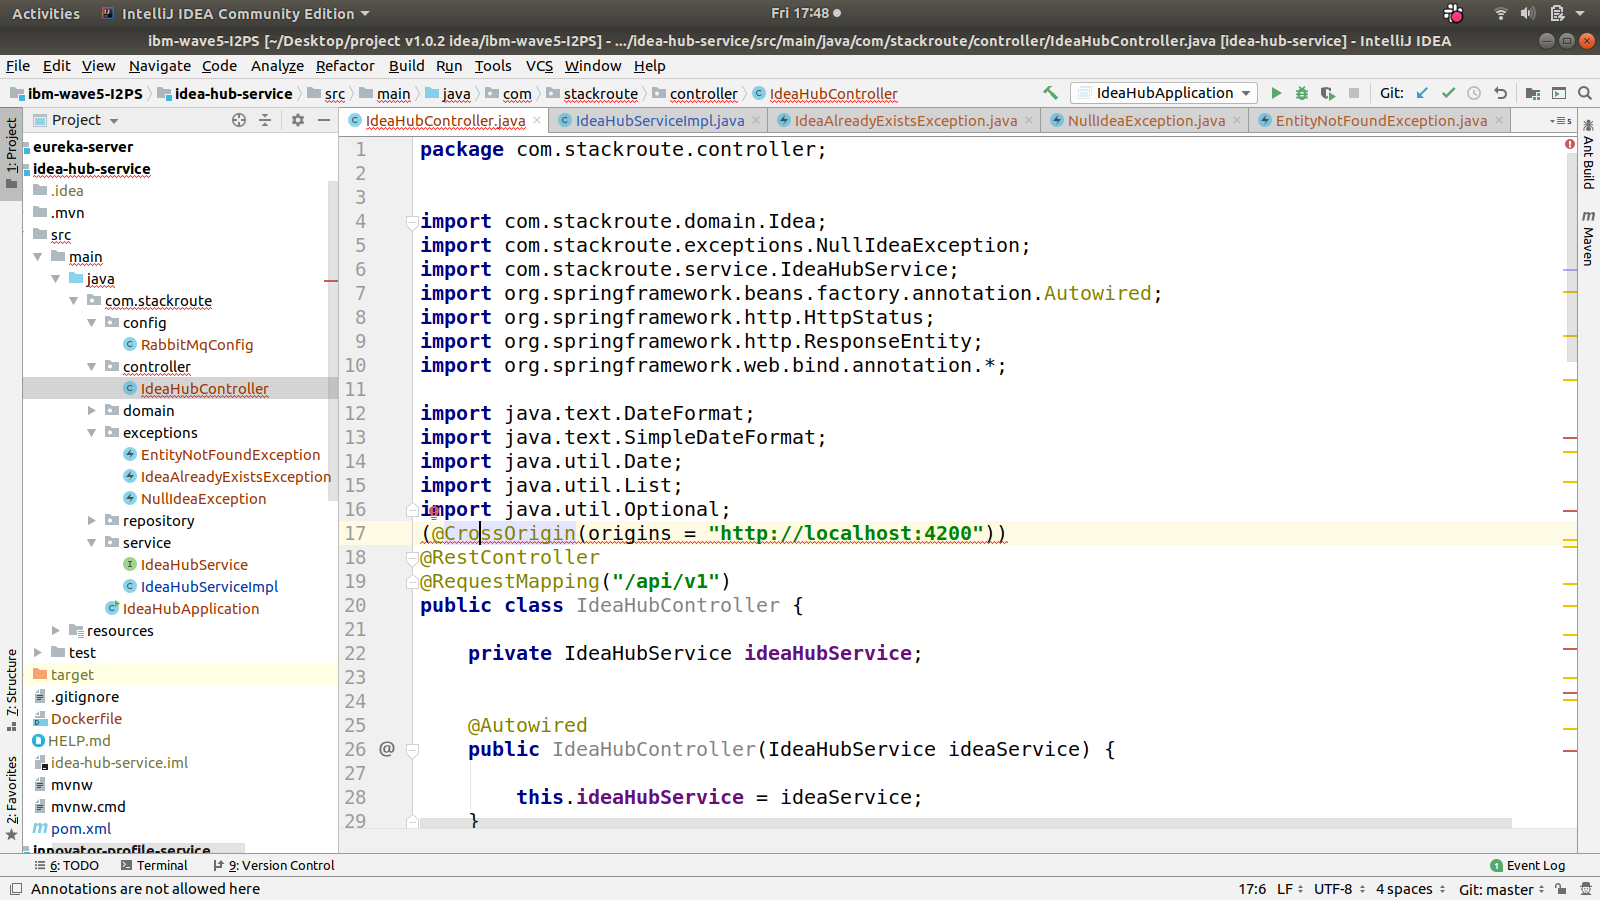 Activities IntelliJ IDEA Community Edition Fri 17:48
ibm-wave5-I2PS [~/Desktop/project v1.0.2 idea/ibm-wave5-I2PS] - .../idea-hub-service/src/main/java/com/stackroute/controller/IdeaHubController.java [idea-hub-service] - IntelliJ IDEA
File Edit View Navigate Code Analyze Refactor Build Run Tools VCS Window Help
ibm-wave5-I2PS idea-hub-service src main java com stackroute controller IdeaHubController IdeaHubApplication Git:
Project
IdeaHubController.java IdeaHubServiceImpl.java IdeaAlreadyExistsException.java NullIdeaException.java EntityNotFoundException.java
1: Project
7: Structure
2: Favorites
eureka-server
idea-hub-service
.idea
.mvn
src
main
java
com.stackroute
config
RabbitMqConfig
controller
IdeaHubController
domain
exceptions
EntityNotFoundException
IdeaAlreadyExistsException
NullIdeaException
repository
service
IdeaHubService
IdeaHubServiceImpl
IdeaHubApplication
resources
test
target
.gitignore
Dockerfile
HELP.md
idea-hub-service.iml
mvnw
mvnw.cmd
pom.xml
innovator-profile-service
1 package com.stackroute.controller;
2
3
4 import com.stackroute.domain.Idea;
5 import com.stackroute.exceptions.NullIdeaException;
6 import com.stackroute.service.IdeaHubService;
7 import org.springframework.beans.factory.annotation.Autowired;
8 import org.springframework.http.HttpStatus;
9 import org.springframework.http.ResponseEntity;
10 import org.springframework.web.bind.annotation.*;
11
12 import java.text.DateFormat;
13 import java.text.SimpleDateFormat;
14 import java.util.Date;
15 import java.util.List;
16 import java.util.Optional;
17 (@CrossOrigin(origins = "http://localhost:4200"))
18 @RestController
19 @RequestMapping("/api/v1")
20 public class IdeaHubController {
21
22 private IdeaHubService ideaHubService;
23
24
25 @Autowired
26 public IdeaHubController(IdeaHubService ideaService) {
27
28 this.ideaHubService = ideaService;
29 }
Ant Build
Maven
6: TODO Terminal 9: Version Control 1 Event Log
Annotations are not allowed here 17:6 LF UTF-8 4 spaces Git: master